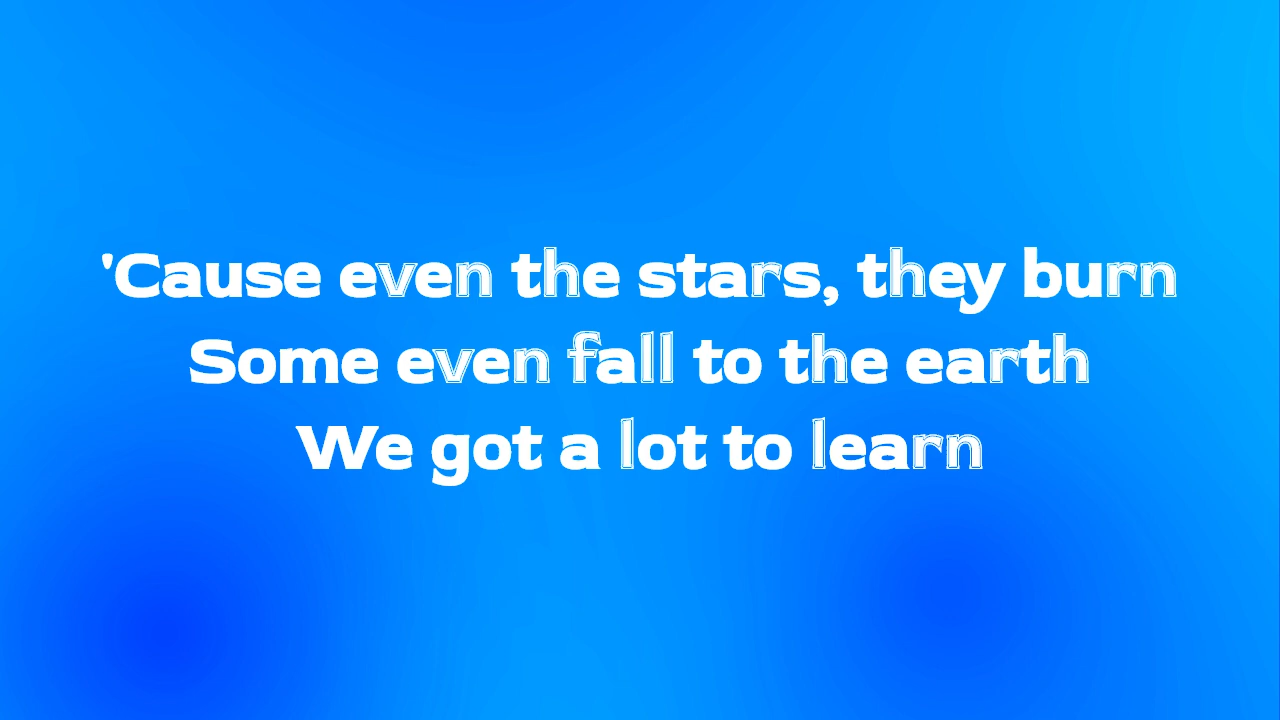 'Cause even the stars, they burn
Some even fall to the earth
We got a lot to learn